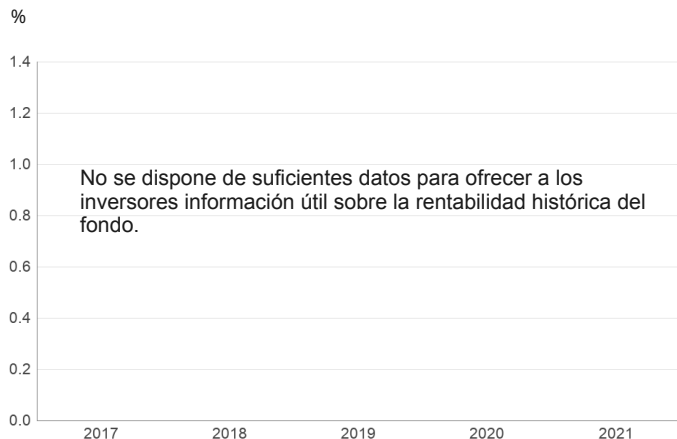 %
1.4
1.2
1.0
No se dispone de suficientes datos para ofrecer a los
inversores información útil sobre la rentabilidad histórica del
0.8
fondo.
0.6
0.4
0.2
0.0
2017 2018 2019 2020 2021